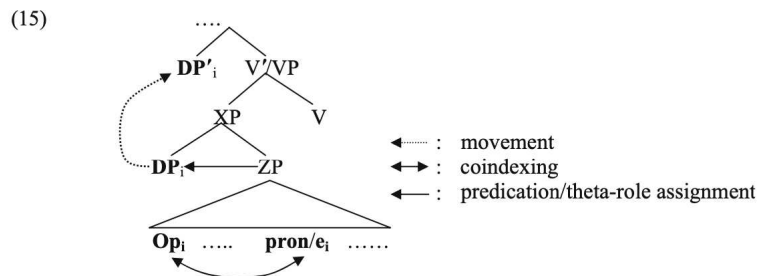 (15)
....
DP′i V′/VP
XP V
: movement
DPi ZP : coindexing
: predication/theta-role assignment
Opi ..... pron/ei ......